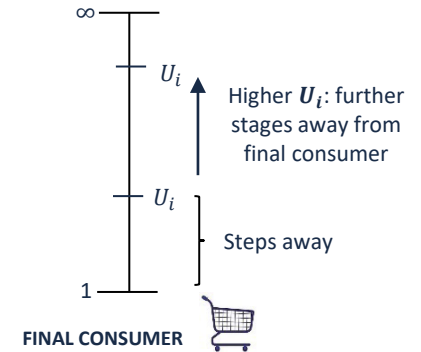 ∞
U_i
Higher U_i: further
stages away from
final consumer
U_i
Steps away
1
FINAL CONSUMER